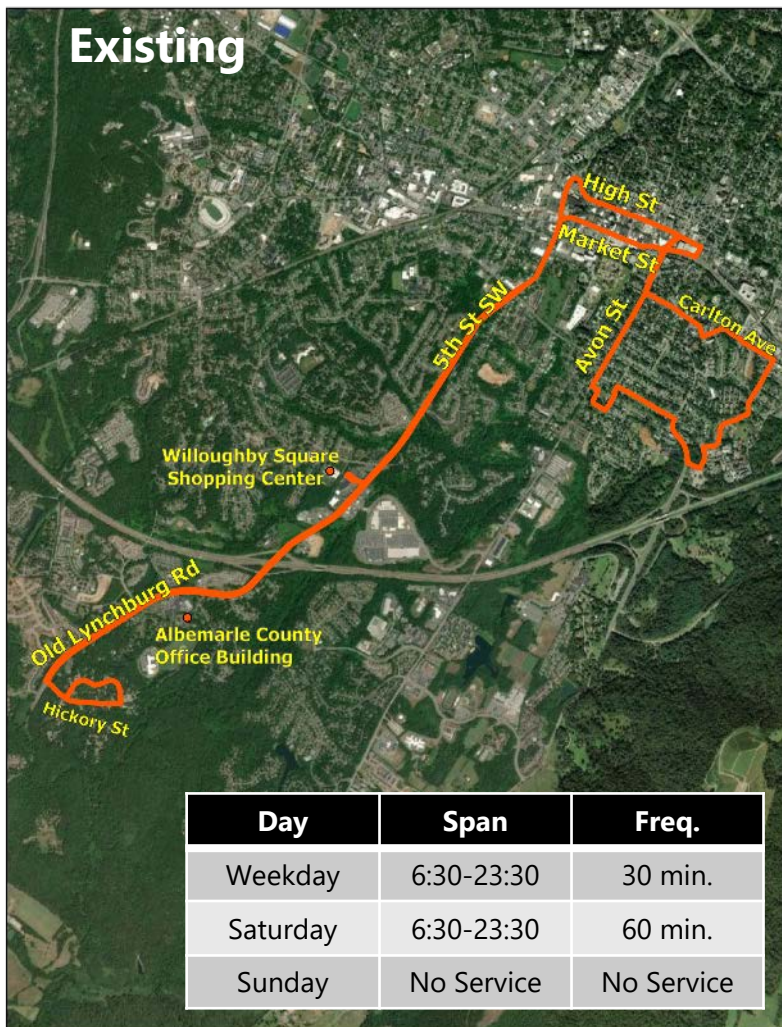 Existing
High St
Market St
5th St SW
Avon St
Carlton Ave
Willoughby Square
Shopping Center
Old Lynchburg Rd
Albemarle County
Office Building
Hickory St
Day Span Freq.
Weekday 6:30-23:30 30 min.
Saturday 6:30-23:30 60 min.
Sunday No Service No Service